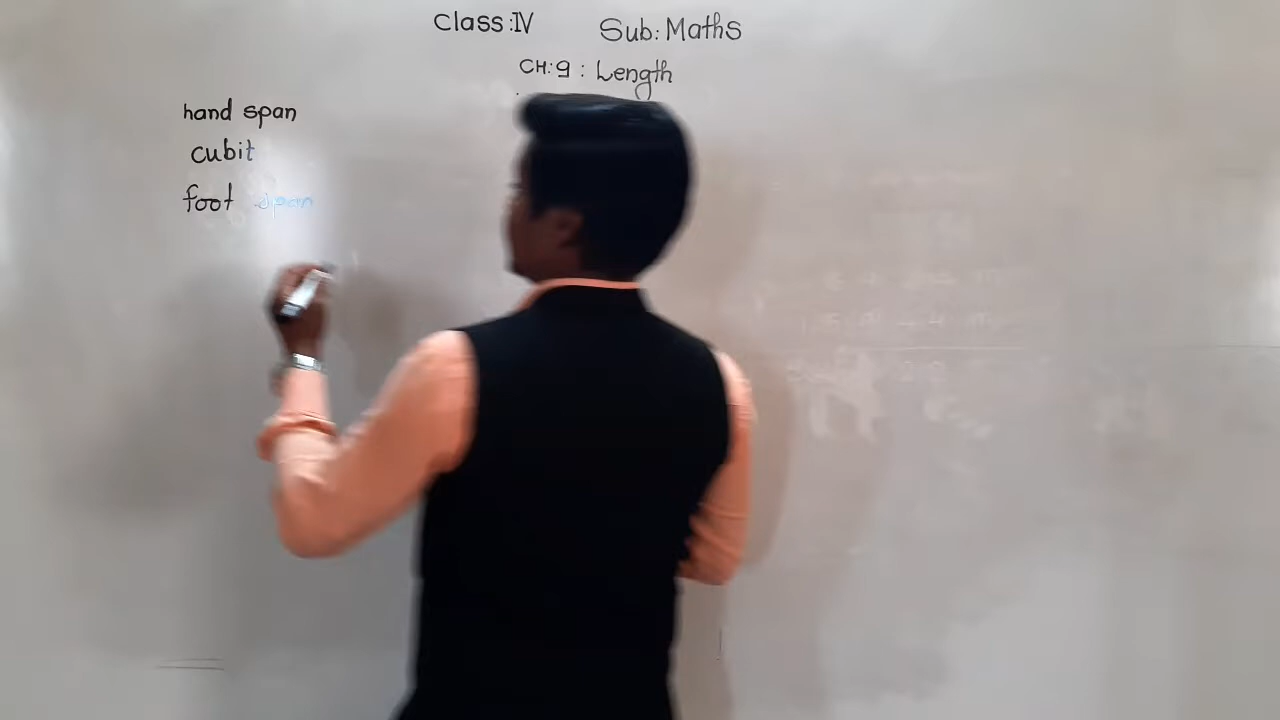 Class:IV Sub: Maths
CH:9 : Length
hand span
cubit
foot span